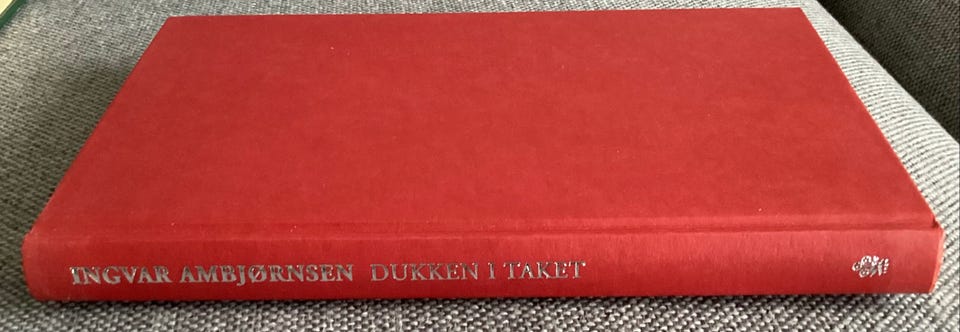 INGVAR AMBJØRNSEN DUKKEN I TAKET